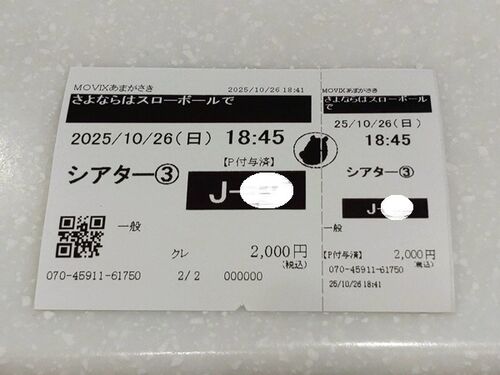 MOVIXあまがさき 2025/10/26 18:41
さよならはスローボールで
2025/10/26(日) 18:45
【P付与済】
シアター③
J-
一般
クレ 2,000円
(税込)
070-45911-61750 2/2 000000
MOVIXあまがさき
さよならはスローボールで
25/10/26(日)
18:45
シアター③
J-
一般
【P付与済】 2,000円
(税込)
070-45911-61750
25/10/26 18:41